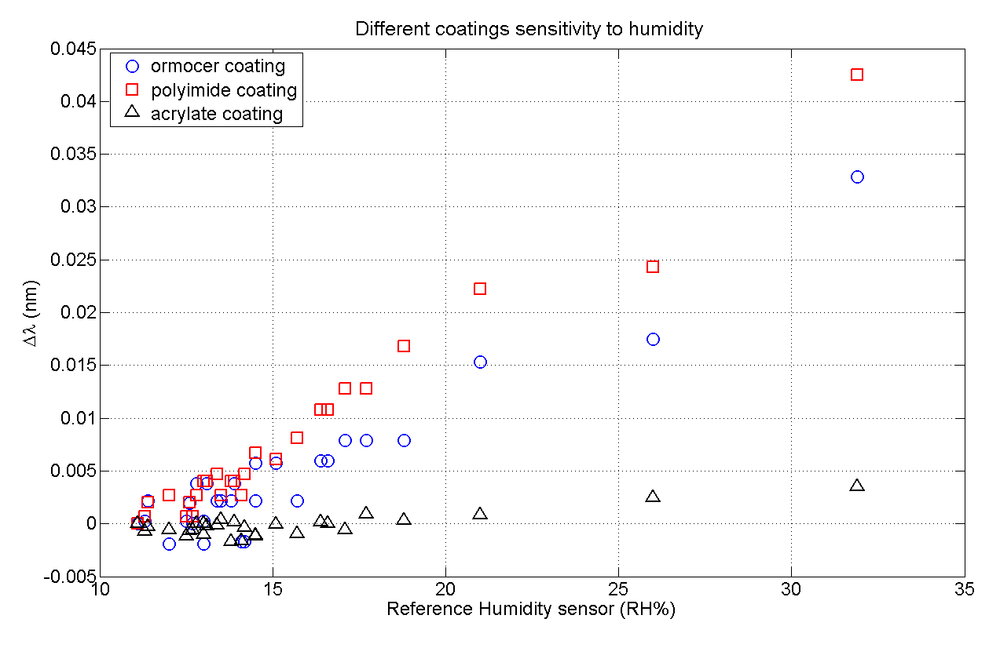 Different coatings sensitivity to humidity
0.045
0.04
0.035
0.03
0.025
0.02
0.015
0.01
0.005
0
-0.005
ormocer coating
polyimide coating
acrylate coating
Δλ (nm)
10 15 20 25 30 35
Reference Humidity sensor (RH%)